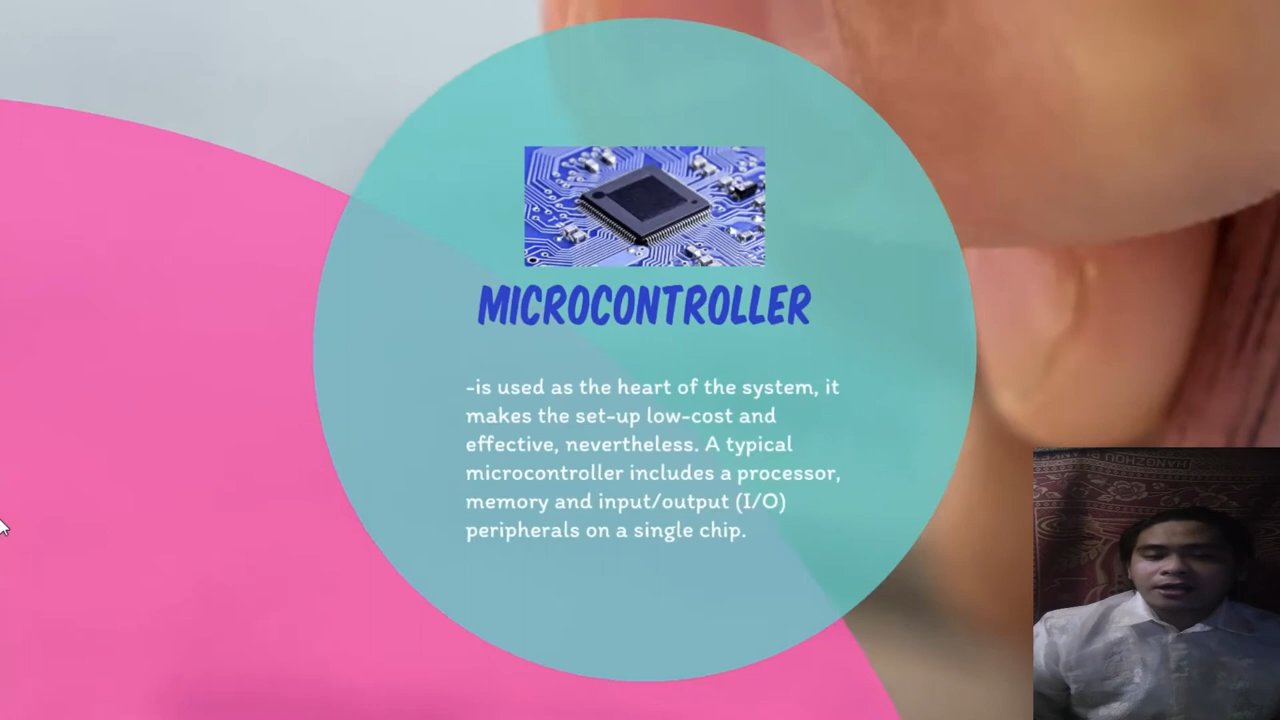 MICROCONTROLLER
-is used as the heart of the system, it
makes the set-up low-cost and
effective, nevertheless. A typical
microcontroller includes a processor,
memory and input/output (I/O)
peripherals on a single chip.